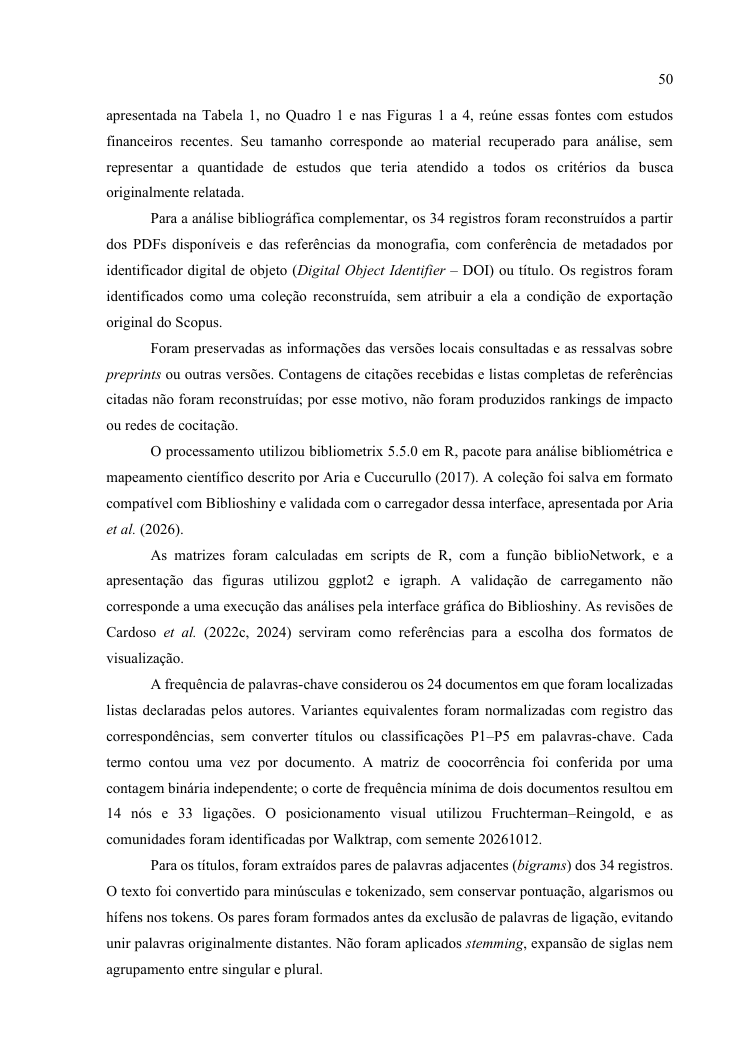 50
apresentada na Tabela 1, no Quadro 1 e nas Figuras 1 a 4, reúne essas fontes com estudos
financeiros recentes. Seu tamanho corresponde ao material recuperado para análise, sem
representar a quantidade de estudos que teria atendido a todos os critérios da busca
originalmente relatada.
Para a análise bibliográfica complementar, os 34 registros foram reconstruídos a partir
dos PDFs disponíveis e das referências da monografia, com conferência de metadados por
identificador digital de objeto (Digital Object Identifier – DOI) ou título. Os registros foram
identificados como uma coleção reconstruída, sem atribuir a ela a condição de exportação
original do Scopus.
Foram preservadas as informações das versões locais consultadas e as ressalvas sobre
preprints ou outras versões. Contagens de citações recebidas e listas completas de referências
citadas não foram reconstruídas; por esse motivo, não foram produzidos rankings de impacto
ou redes de cocitação.
O processamento utilizou bibliometrix 5.5.0 em R, pacote para análise bibliométrica e
mapeamento científico descrito por Aria e Cuccurullo (2017). A coleção foi salva em formato
compatível com Biblioshiny e validada com o carregador dessa interface, apresentada por Aria
et al. (2026).
As matrizes foram calculadas em scripts de R, com a função biblioNetwork, e a
apresentação das figuras utilizou ggplot2 e igraph. A validação de carregamento não
corresponde a uma execução das análises pela interface gráfica do Biblioshiny. As revisões de
Cardoso et al. (2022c, 2024) serviram como referências para a escolha dos formatos de
visualização.
A frequência de palavras-chave considerou os 24 documentos em que foram localizadas
listas declaradas pelos autores. Variantes equivalentes foram normalizadas com registro das
correspondências, sem converter títulos ou classificações P1–P5 em palavras-chave. Cada
termo contou uma vez por documento. A matriz de coocorrência foi conferida por uma
contagem binária independente; o corte de frequência mínima de dois documentos resultou em
14 nós e 33 ligações. O posicionamento visual utilizou Fruchterman–Reingold, e as
comunidades foram identificadas por Walktrap, com semente 20261012.
Para os títulos, foram extraídos pares de palavras adjacentes (bigrams) dos 34 registros.
O texto foi convertido para minúsculas e tokenizado, sem conservar pontuação, algarismos ou
hífens nos tokens. Os pares foram formados antes da exclusão de palavras de ligação, evitando
unir palavras originalmente distantes. Não foram aplicados stemming, expansão de siglas nem
agrupamento entre singular e plural.